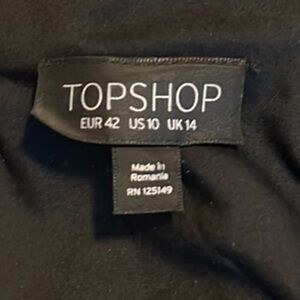 TOPSHOP
EUR 42 US 10 UK 14
Made in
Romania
RN 125149